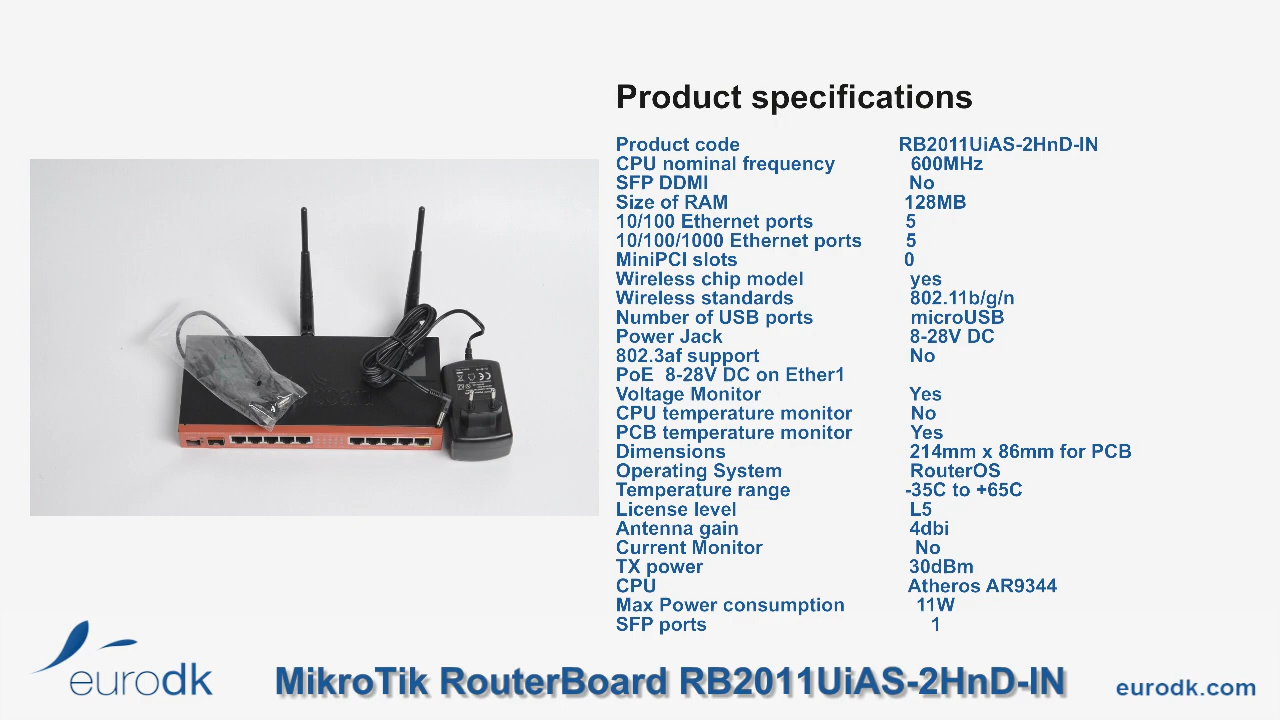 Product specifications
Product code RB2011UiAS-2HnD-IN
CPU nominal frequency 600MHz
SFP DDMI No
Size of RAM 128MB
10/100 Ethernet ports 5
10/100/1000 Ethernet ports 5
MiniPCI slots 0
Wireless chip model yes
Wireless standards 802.11b/g/n
Number of USB ports microUSB
Power Jack 8-28V DC
802.3af support No
PoE 8-28V DC on Ether1
Voltage Monitor Yes
CPU temperature monitor No
PCB temperature monitor Yes
Dimensions 214mm x 86mm for PCB
Operating System RouterOS
Temperature range -35C to +65C
License level L5
Antenna gain 4dbi
Current Monitor No
TX power 30dBm
CPU Atheros AR9344
Max Power consumption 11W
SFP ports 1
eurodk
MikroTik RouterBoard RB2011UiAS-2HnD-IN
eurodk.com